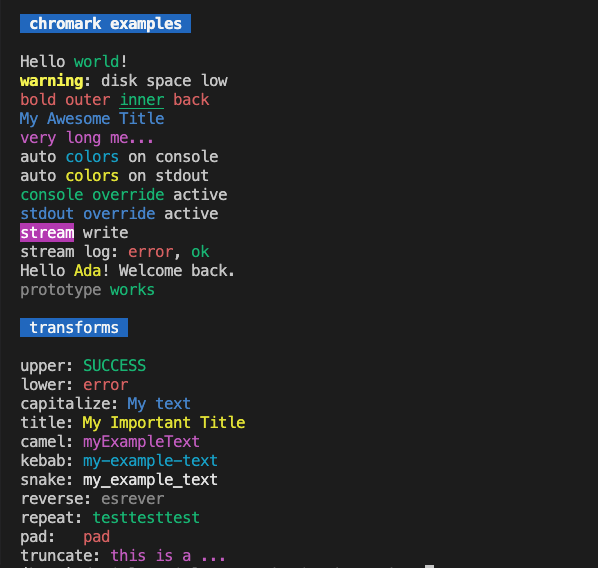 chromark examples
Hello world!
warning: disk space low
bold outer inner back
My Awesome Title
very long me...
auto colors on console
auto colors on stdout
console override active
stdout override active
stream write
stream log: error, ok
Hello Ada! Welcome back.
prototype works
transforms
upper: SUCCESS
lower: error
capitalize: My text
title: My Important Title
camel: myExampleText
kebab: my-example-text
snake: my_example_text
reverse: esrever
repeat: testtesttest
pad:   pad
truncate: this is a ...